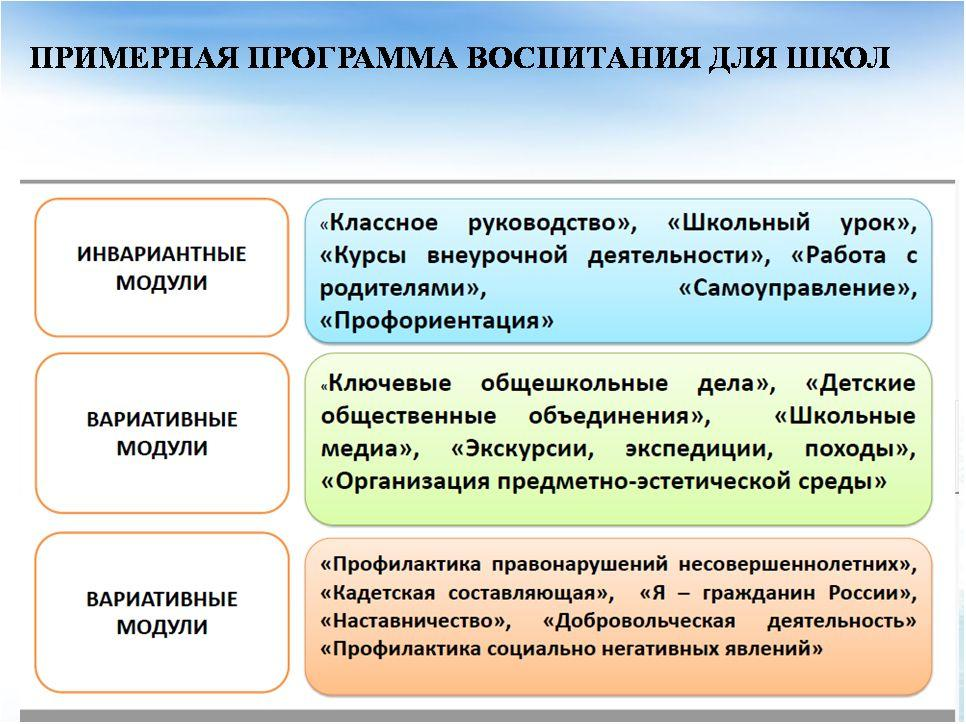 ПРИМЕРНАЯ ПРОГРАММА ВОСПИТАНИЯ ДЛЯ ШКОЛ
ИНВАРИАНТНЫЕ
МОДУЛИ
«Классное руководство», «Школьный урок»,
«Курсы внеурочной деятельности», «Работа с
родителями», «Самоуправление»,
«Профориентация»
ВАРИАТИВНЫЕ
МОДУЛИ
«Ключевые общешкольные дела», «Детские
общественные объединения», «Школьные
медиа», «Экскурсии, экспедиции, походы»,
«Организация предметно-эстетической среды»
ВАРИАТИВНЫЕ
МОДУЛИ
«Профилактика правонарушений несовершеннолетних»,
«Кадетская составляющая», «Я – гражданин России»,
«Наставничество», «Добровольческая деятельность»
«Профилактика социально негативных явлений»